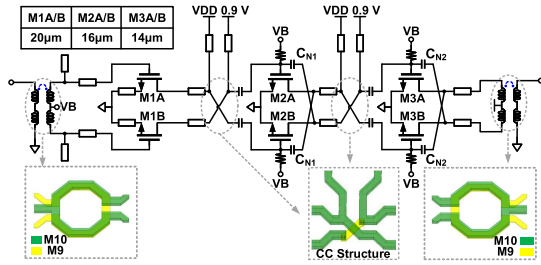 M1A/B M2A/B M3A/B
20μm 16μm 14μm
VDD 0.9 V
VDD 0.9 V
VB
VB
CN1
CN2
M1A
M2A
M3A
VB
M1B
M2B
M3B
CN1
CN2
VB
VB
M10
M9
CC Structure
M10
M9